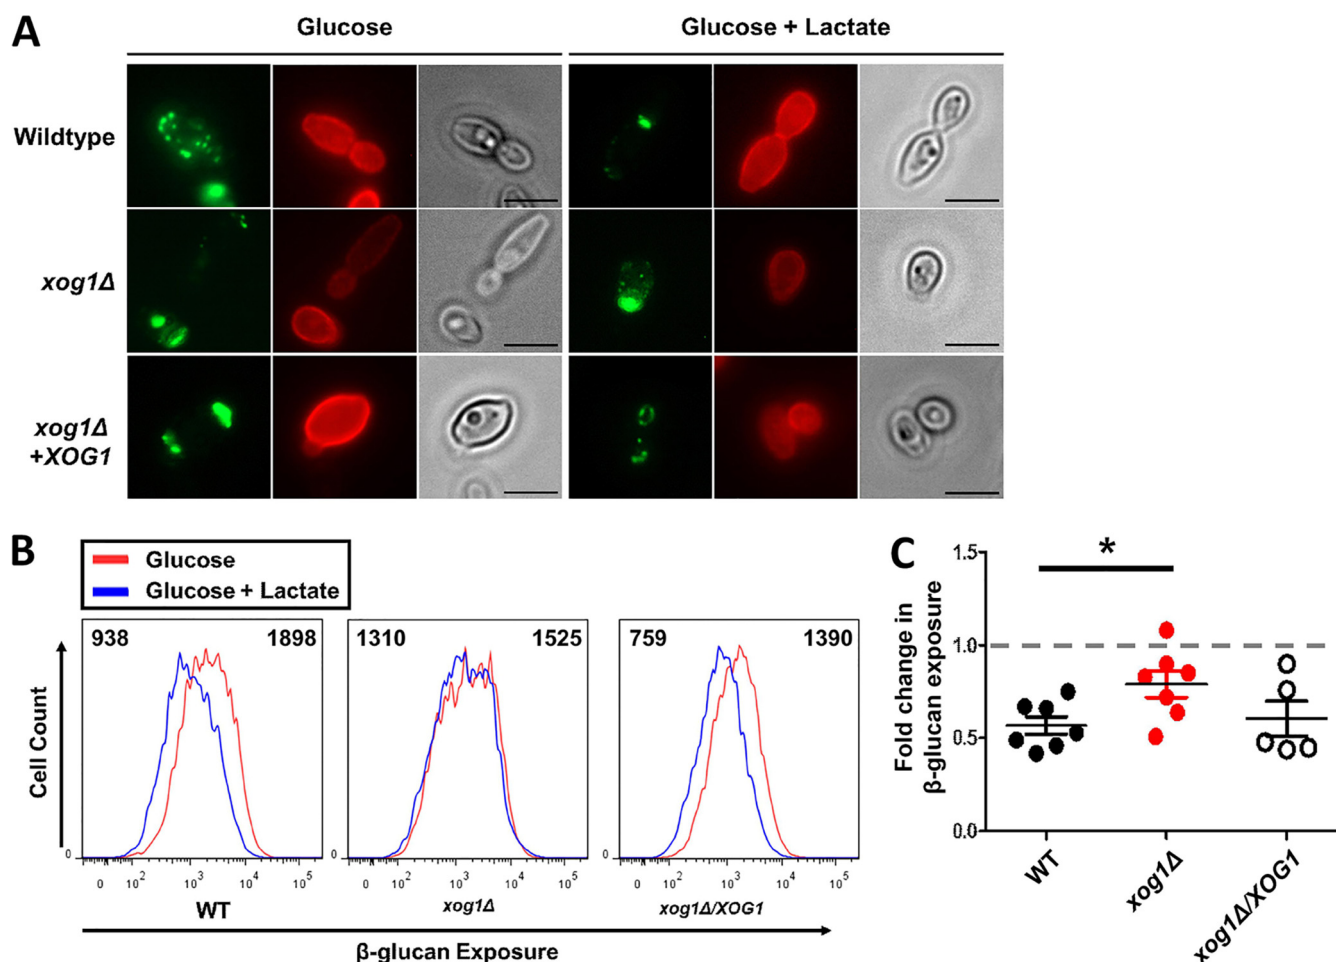 A
Glucose
Glucose + Lactate
Wildtype
xog1Δ
xog1Δ
+XOG1
B
Glucose
Glucose + Lactate
938 1898
1310 1525
759 1390
Cell Count
0
0
0
0 10² 10³ 10⁴ 10⁵
0 10² 10³ 10⁴ 10⁵
0 10² 10³ 10⁴ 10⁵
WT
xog1Δ
xog1Δ/XOG1
β-glucan Exposure
C
Fold change in
β-glucan exposure
1.5
1.0
0.5
0.0
*
WT
xog1Δ
xog1Δ/XOG1